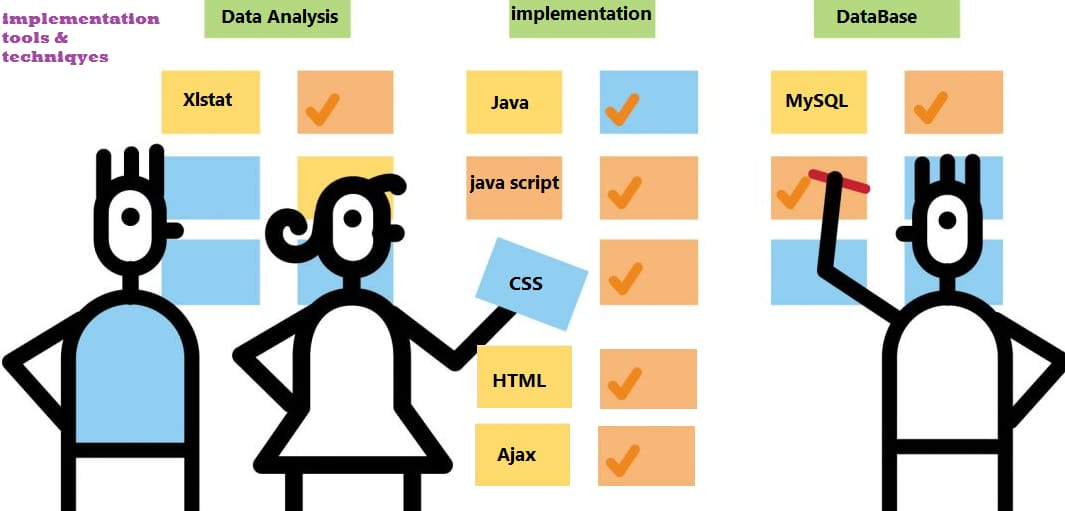 implementation
tools &
techniqyes
Data Analysis
implementation
DataBase
Xlstat
Java
MySQL
java script
CSS
HTML
Ajax